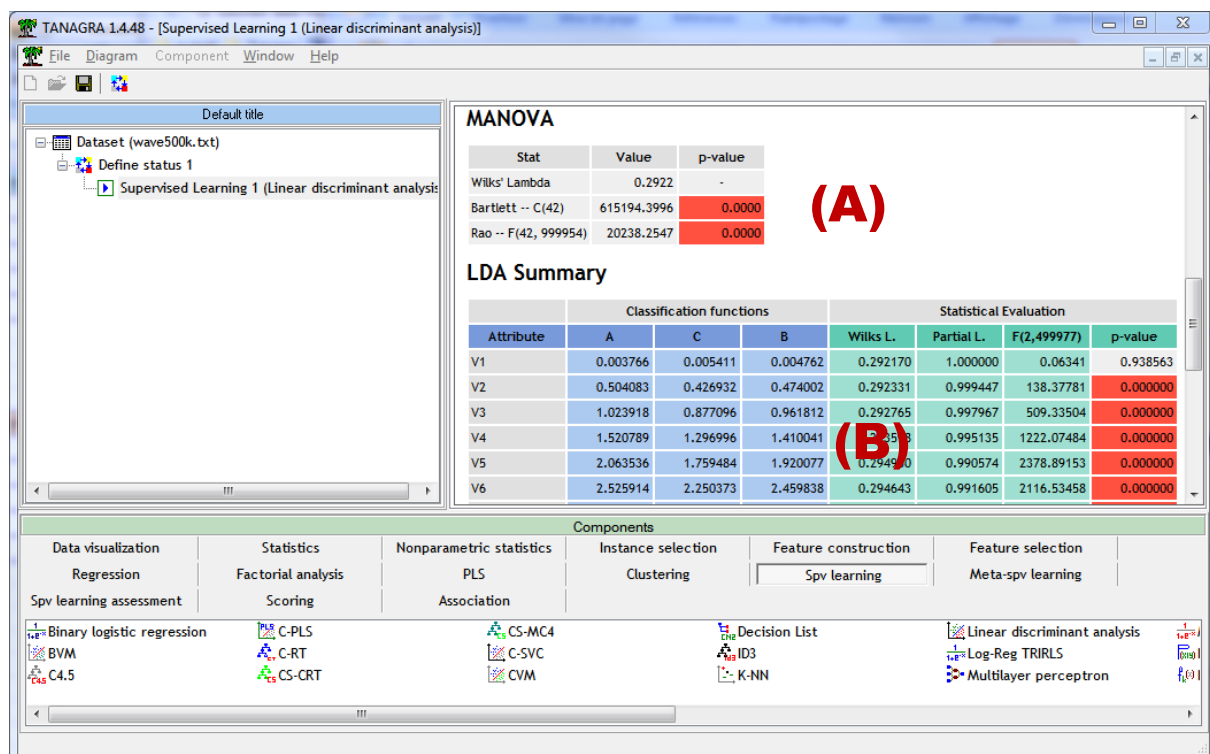 TANAGRA 1.4.48 - [Supervised Learning 1 (Linear discriminant analysis)]
File Diagram Component Window Help
Default title
Dataset (wave500k.txt)
Define status 1
Supervised Learning 1 (Linear discriminant analysis
MANOVA
Stat Value p-value
Wilks' Lambda 0.2922 -
Bartlett -- C(42) 615194.3996 0.0000
Rao -- F(42, 999954) 20238.2547 0.0000
(A)
LDA Summary
Classification functions Statistical Evaluation
Attribute A C B Wilks L. Partial L. F(2,499977) p-value
V1 0.003766 0.005411 0.004762 0.292170 1.000000 0.06341 0.938563
V2 0.504083 0.426932 0.474002 0.292331 0.999447 138.37781 0.000000
V3 1.023918 0.877096 0.961812 0.292765 0.997967 509.33504 0.000000
V4 1.520789 1.296996 1.410041 0.995135 1222.07484 0.000000
(B)
V5 2.063536 1.759484 1.920077 0.990574 2378.89153 0.000000
V6 2.525914 2.250373 2.459838 0.294643 0.991605 2116.53458 0.000000
Components
Data visualization Statistics Nonparametric statistics Instance selection Feature construction Feature selection
Regression Factorial analysis PLS Clustering Spv learning Meta-spv learning
Spv learning assessment Scoring Association
Binary logistic regression C-PLS CS-MC4 Decision List Linear discriminant analysis
BVM C-RT C-SVC ID3 Log-Reg TRIRLS
C4.5 CS-CRT CVM K-NN Multilayer perceptron